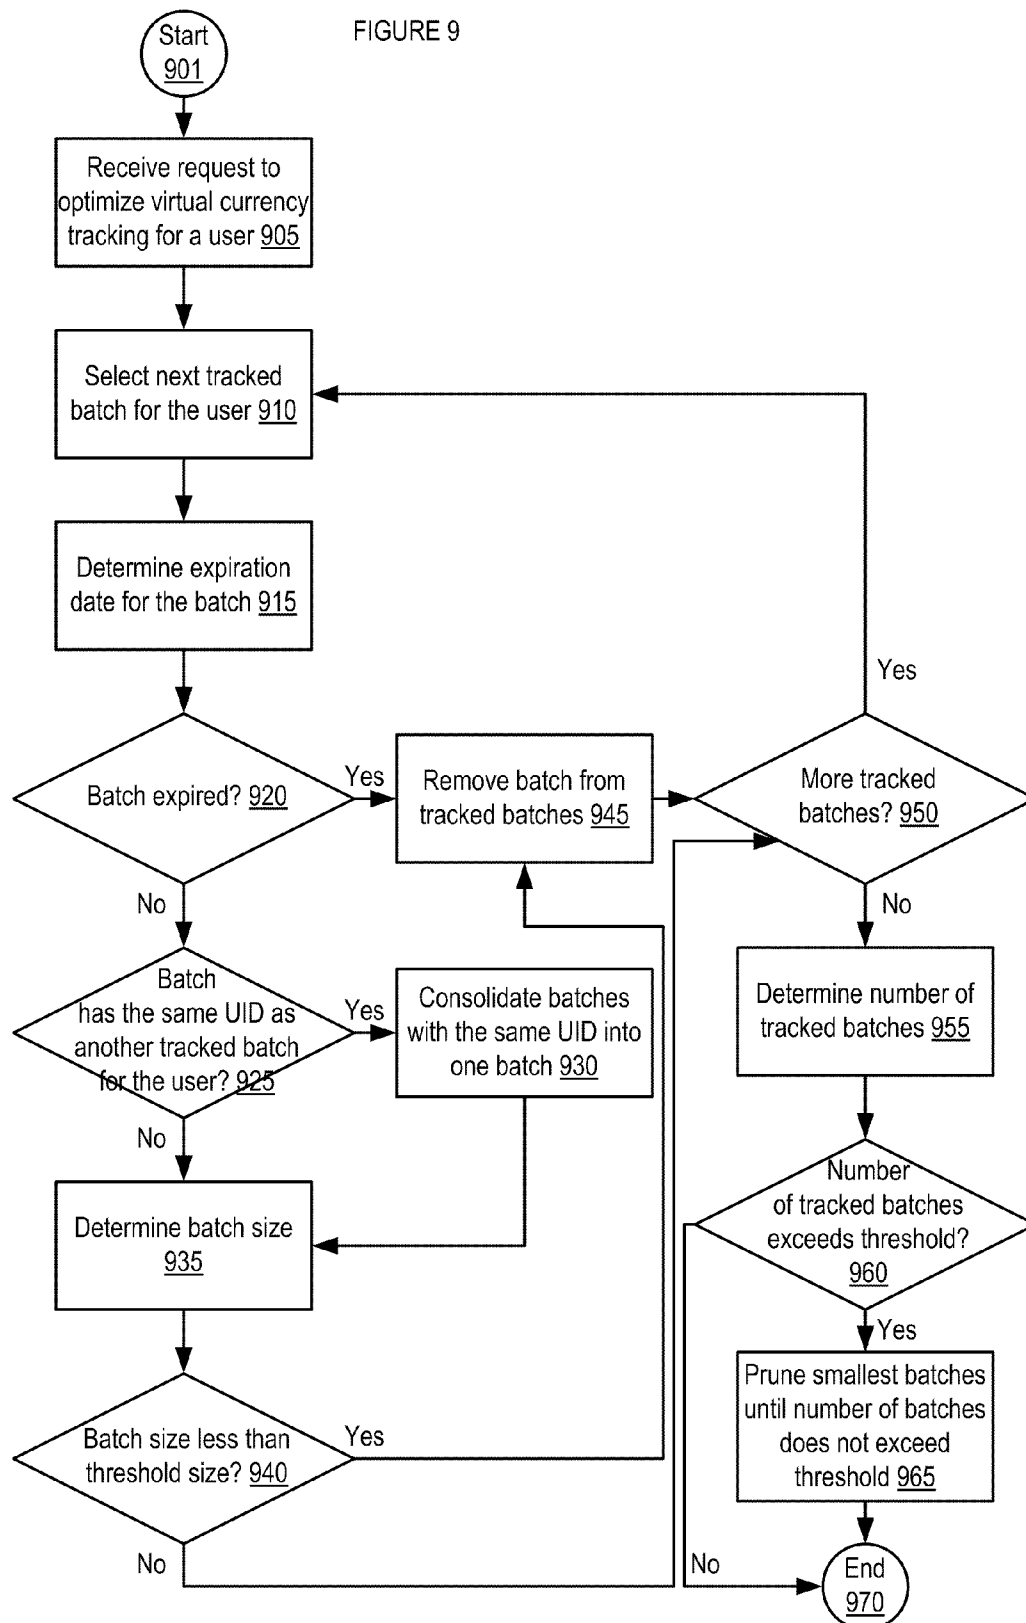 FIGURE 9
Start
901
Receive request to
optimize virtual currency
tracking for a user 905
Select next tracked
batch for the user 910
Determine expiration
date for the batch 915
Yes
Batch expired? 920
Yes
Remove batch from
tracked batches 945
More tracked
batches? 950
No
No
Batch
has the same UID as
another tracked batch
for the user? 925
Yes
Consolidate batches
with the same UID into
one batch 930
Determine number of
tracked batches 955
No
Determine batch size
935
Number
of tracked batches
exceeds threshold?
960
Yes
Batch size less than
threshold size? 940
Yes
Prune smallest batches
until number of batches
does not exceed
threshold 965
No
No
End
970